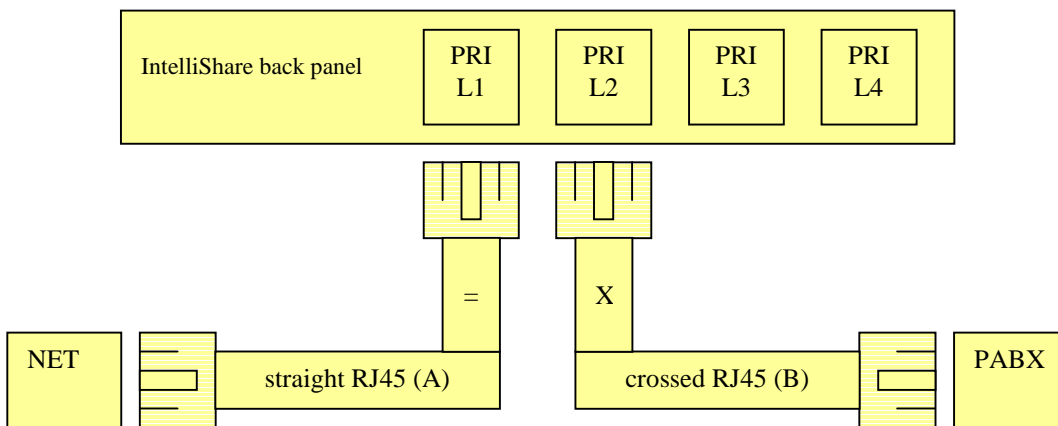 IntelliShare back panel
PRI
L1
PRI
L2
PRI
L3
PRI
L4
=
X
NET
straight RJ45 (A)
crossed RJ45 (B)
PABX